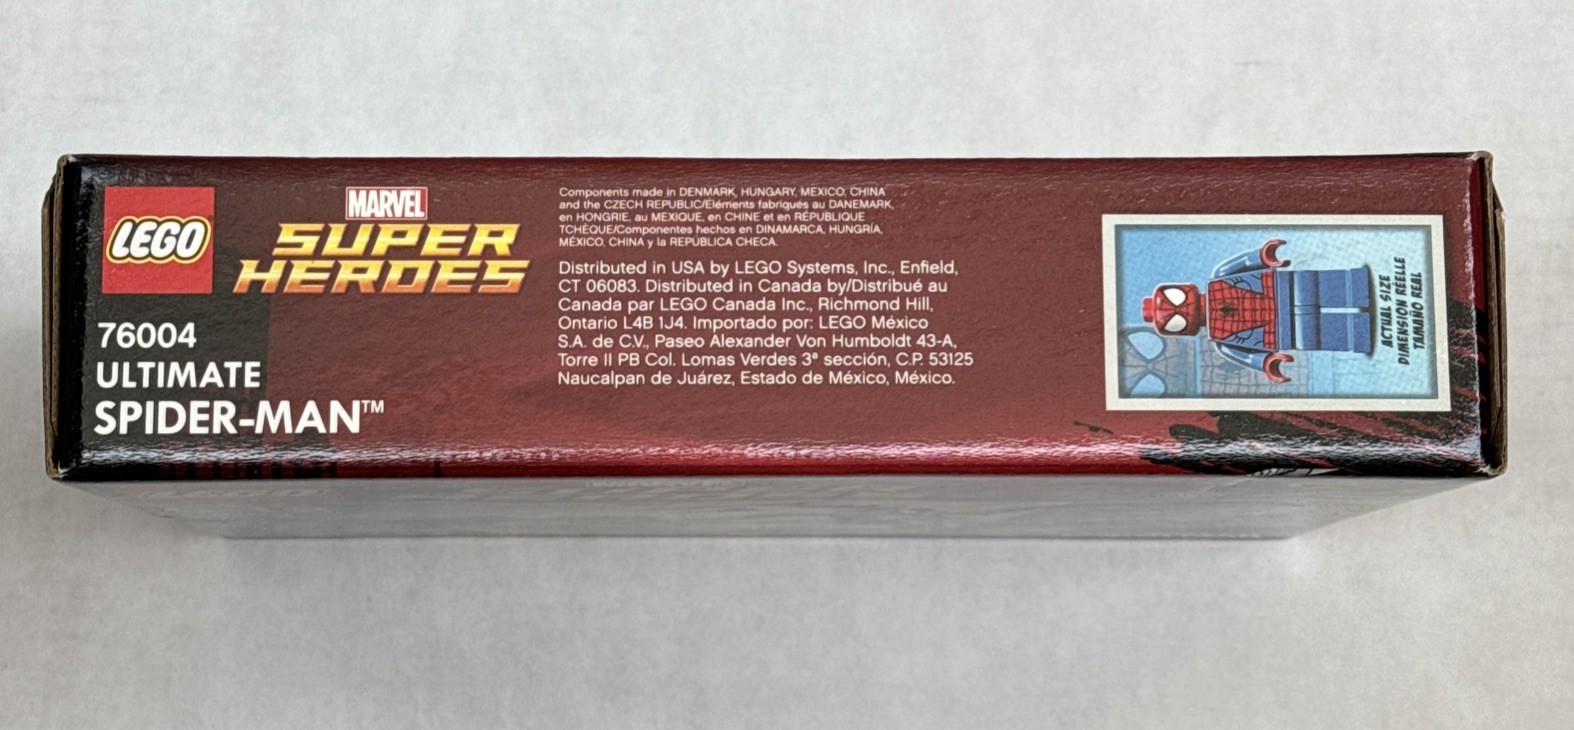 LEGO
MARVEL
SUPER
HEROES
76004
ULTIMATE
SPIDER-MAN™
Components made in DENMARK, HUNGARY, MEXICO, CHINA
and the CZECH REPUBLIC/Éléments fabriqués au DANEMARK,
en HONGRIE, au MEXIQUE, en CHINE et en RÉPUBLIQUE
TCHÈQUE/Componentes hechos en DINAMARCA, HUNGRÍA,
MÉXICO, CHINA y la REPÚBLICA CHECA.
Distributed in USA by LEGO Systems, Inc., Enfield,
CT 06083. Distributed in Canada by/Distribué au
Canada par LEGO Canada Inc., Richmond Hill,
Ontario L4B 1J4. Importado por: LEGO México
S.A. de C.V., Paseo Alexander Von Humboldt 43-A,
Torre II PB Col. Lomas Verdes 3ª sección, C.P. 53125
Naucalpan de Juárez, Estado de México, México.
ACTUAL SIZE
DIMENSION RÉELLE
TAMAÑO REAL